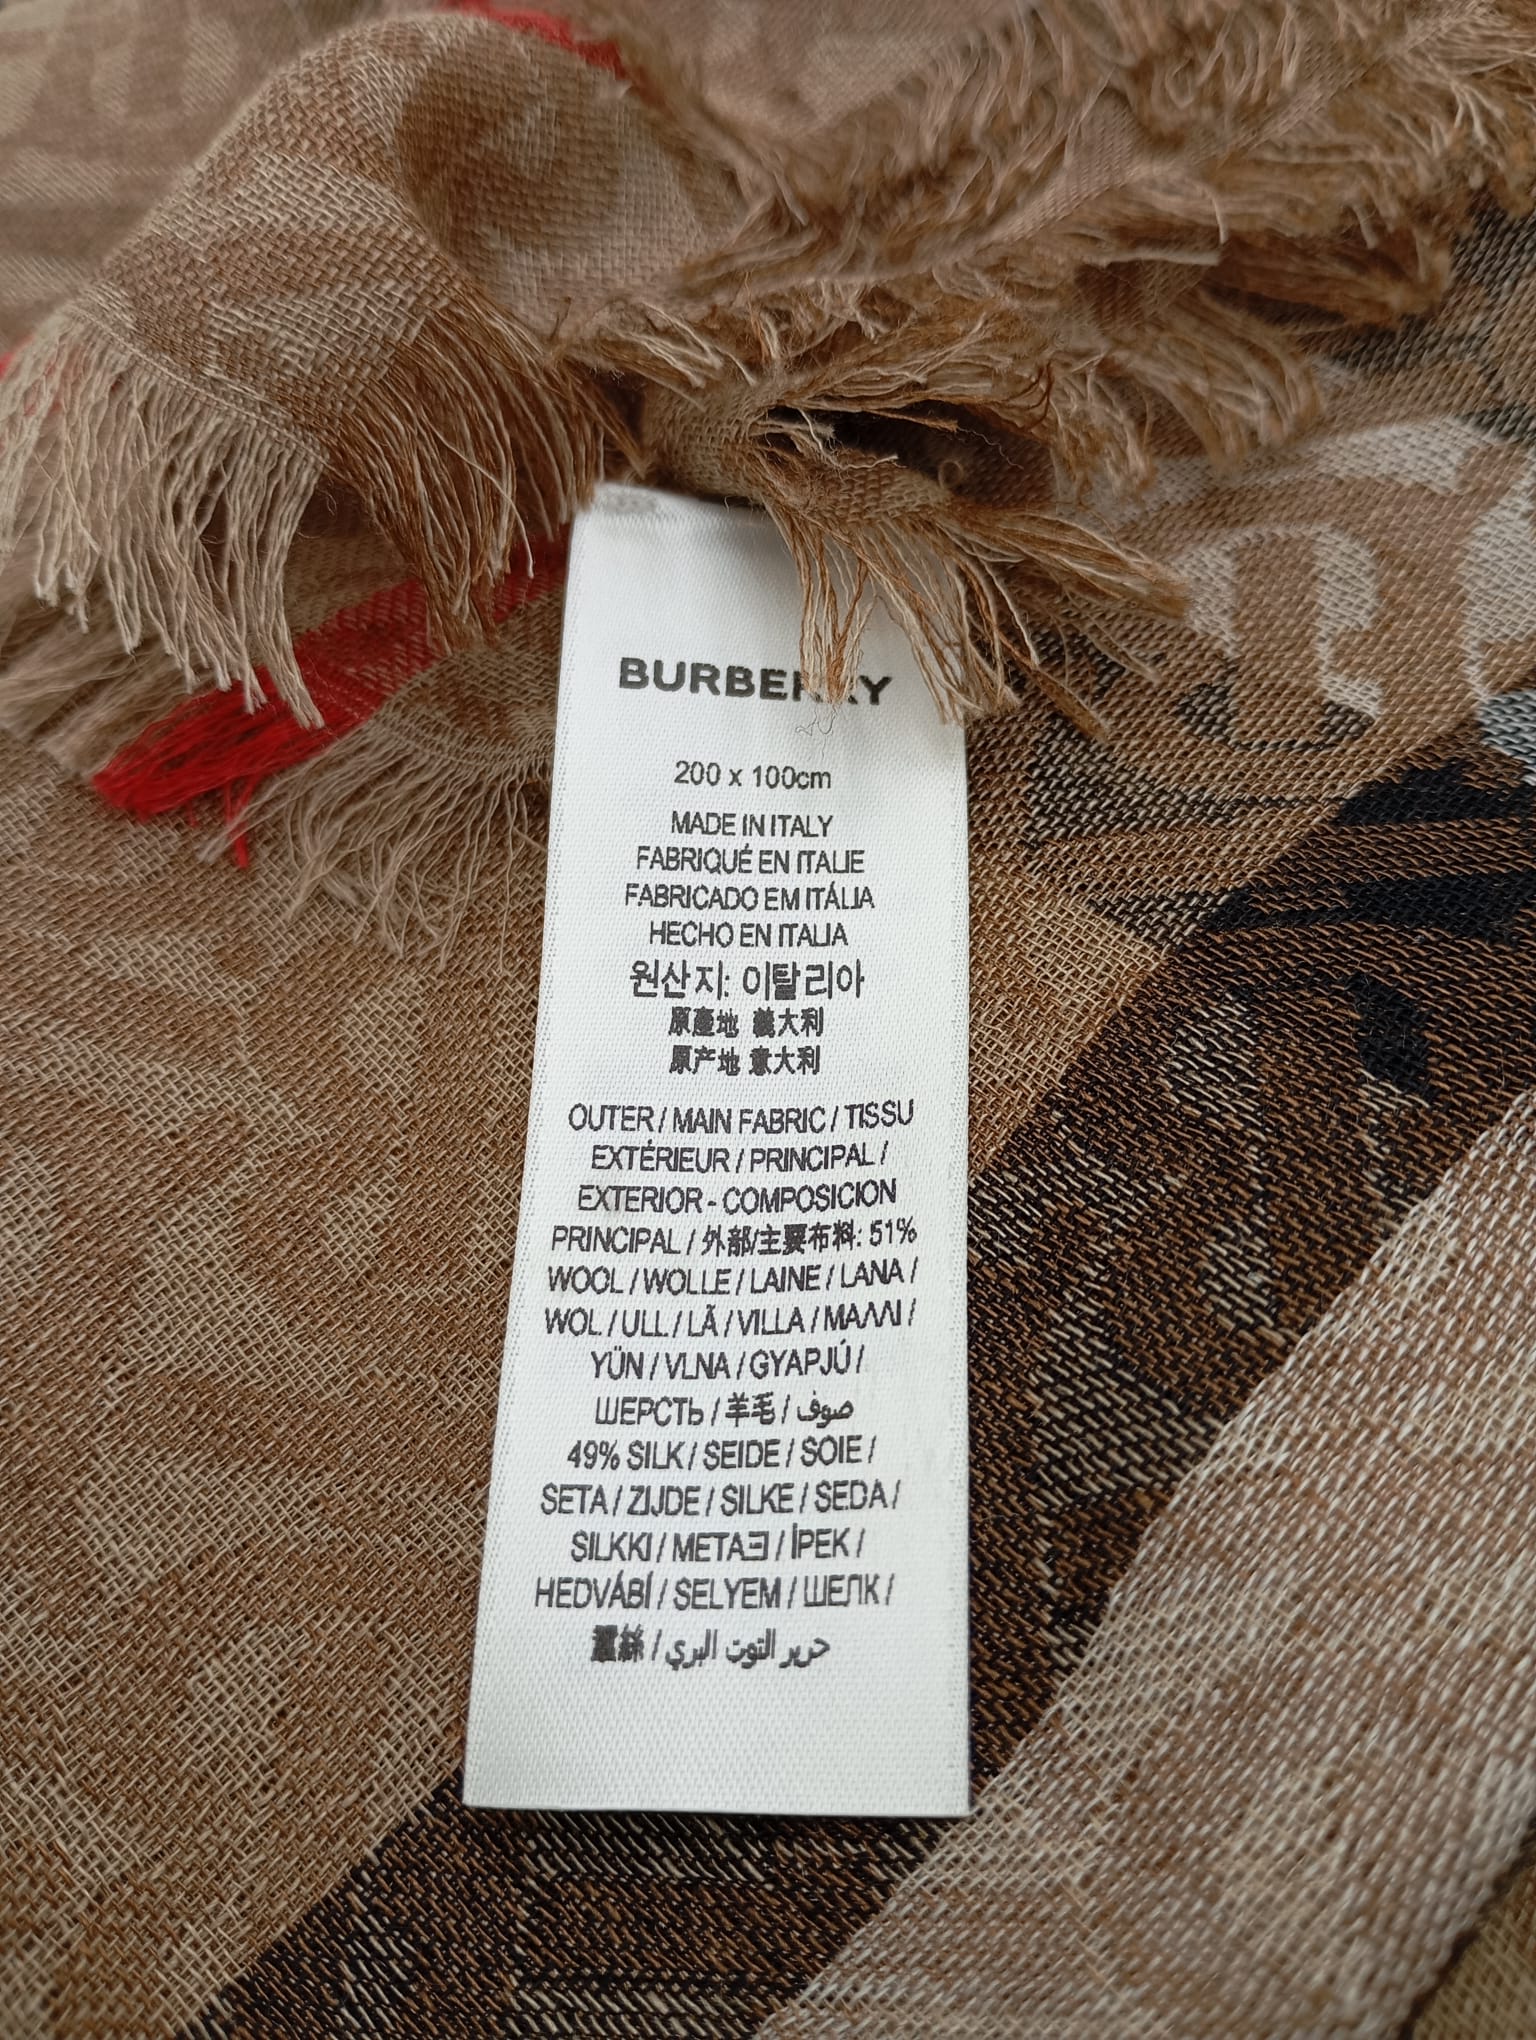 BURBERRY
200 x 100cm
MADE IN ITALY
FABRIQUÉ EN ITALIE
FABRICADO EM ITÁLIA
HECHO EN ITALIA
원산지: 이탈리아
原產地 義大利
原产地 意大利
OUTER / MAIN FABRIC / TISSU
EXTÉRIEUR / PRINCIPAL /
EXTERIOR - COMPOSICION
PRINCIPAL / 外部/主要布料: 51%
WOOL / WOLLE / LAINE / LANA /
WOL / ULL / LÃ / VILLA / ΜΑΛΛΙ /
YÜN / VLNA / GYAPJÚ /
ШЕРСТЬ / 羊毛 / صوف
49% SILK / SEIDE / SOIE /
SETA / ZIJDE / SILKE / SEDA /
SILKKI / ΜΕΤΑΞΙ / İPEK /
HEDVÁBÍ / SELYEM / ШЕЛК /
蠶絲 / حرير التوت البري